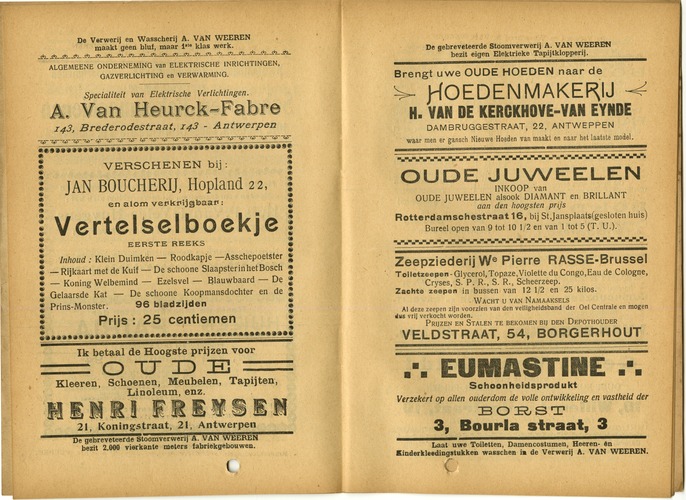 De Verwerij en Wasscherij A. VAN WEEREN
maakt geen bluf, maar 1ste klas werk.
ALGEMEENE ONDERNEMING van ELEKTRISCHE INRICHTINGEN,
GAZVERLICHTING en VERWARMING.
Specialiteit van Elektrische Verlichtingen.
A. Van Heurck-Fabre
143, Brederodestraat, 143 - Antwerpen
VERSCHENEN bij:
JAN BOUCHERIJ, Hopland 22,
en alom verkrijgbaar:
Vertelselboekje
EERSTE REEKS
Inhoud: Klein Duimken — Roodkapje — Asschepoetster
— Rijkaart met de Kuif — De schoone Slaapster in het Bosch
— Koning Welbemind — Ezelsvel — Blauwbaard — De
Gelaarsde Kat — De schoone Koopmansdochter en de
Prins-Monster. 96 bladzijden
Prijs: 25 centiemen
Ik betaal de Hoogste prijzen voor
OUDE
Kleeren, Schoenen, Meubelen, Tapijten,
Linoleum, enz.
HENRI FREYSEN
21, Koningstraat, 21, Antwerpen
De gebreveteerde Stoomverwerij A. VAN WEEREN
bezit 2,000 vierkante meters fabriekgebouwen.
De gebreveteerde Stoomverwerij A. VAN WEEREN
bezit eigen Elektrieke Tapijtklopperij.
Brengt uwe OUDE HOEDEN naar de
HOEDENMAKERIJ
H. VAN DE KERCKHOVE-VAN EYNDE
DAMBRUGGESTRAAT, 22, ANTWEPPEN
waar men er gansch Nieuwe Hoeden van maakt en naar het laatste model.
OUDE JUWEELEN
INKOOP van
OUDE JUWEELEN alsook DIAMANT en BRILLANT
aan den hoogsten prijs
Rotterdamschestraat 16, bij St. Jansplaats (gesloten huis)
Bureel open van 9 tot 10 1/2 en van 1 tot 5 (T. U.).
Zeepziederij We Pierre RASSE-Brussel
Toiletzeepen - Glycerol, Topaze, Violette du Congo, Eau de Cologne,
Cryses, S. P. R., S. R., Scheerzeep.
Zachte zeepen in bussen van 12 1/2 en 25 kilos.
WACHT U VAN NAMAAKSELS
Al deze zeepen zijn voorzien van den veiligheidsband der Oel Centrale en mogen
dus vrij verkocht worden.
PRIJZEN EN STALEN TE BEKOMEN BIJ DEN DEPOTHOUDER
VELDSTRAAT, 54, BORGERHOUT
EUMASTINE
Schoonheidsprodukt
Verzekert op allen ouderdom de volle ontwikkeling en vastheid der
BORST
3, Bourla straat, 3
Laat uwe Toiletten, Damencostumen, Heeren- én
Kinderkleedingstukken wasschen in de Verwerij A. VAN WEEREN.